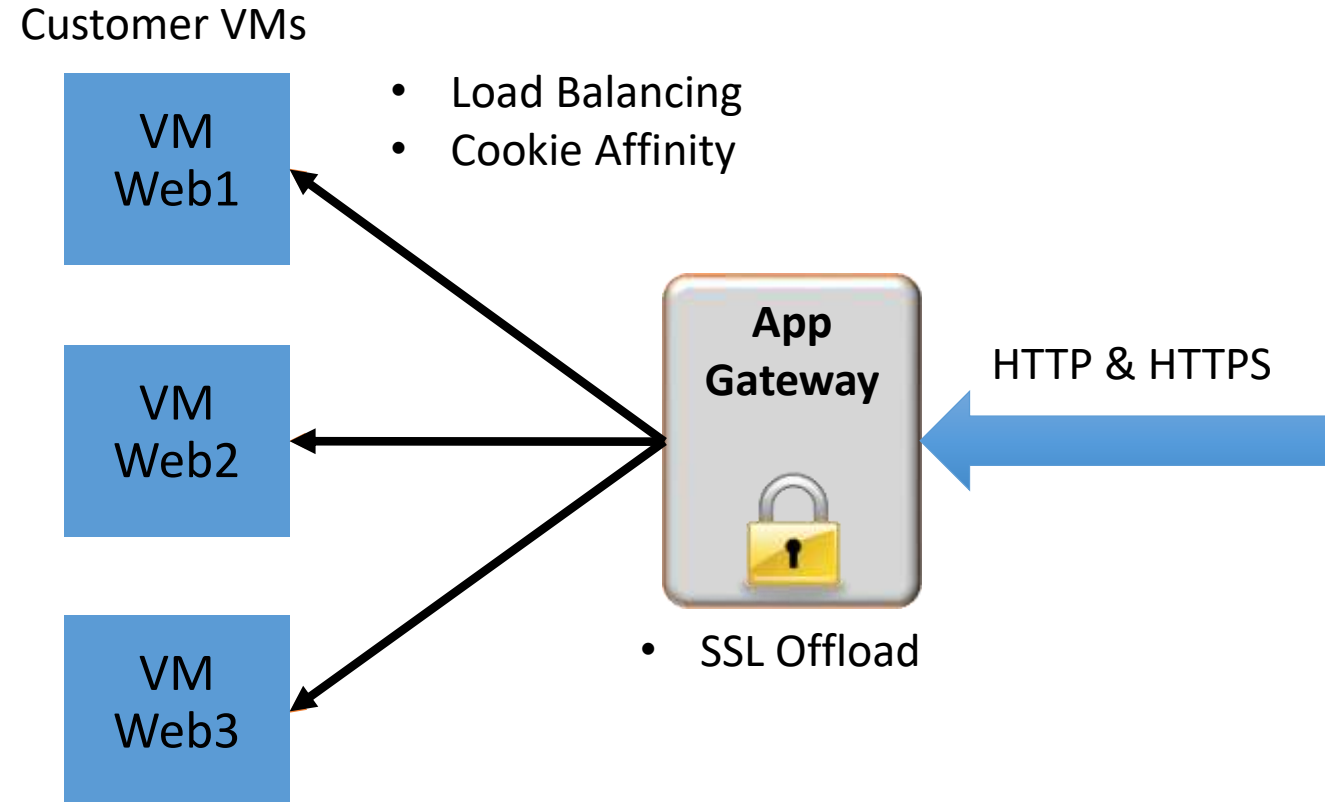 Customer VMs
• Load Balancing
• Cookie Affinity
VM
Web1
App
Gateway
HTTP & HTTPS
VM
Web2
• SSL Offload
VM
Web3